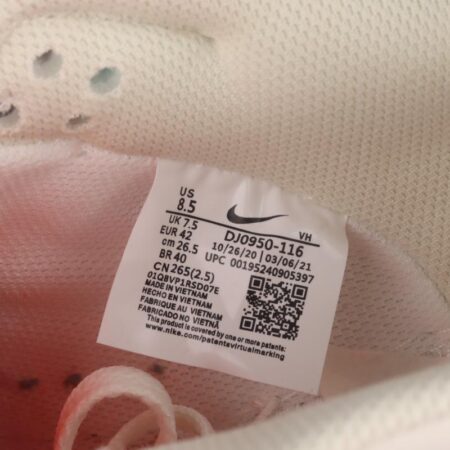 US
8.5
UK 7.5
EUR 42
cm 26.5
BR 40
CN 265(2.5)
VH
DJ0950-116
10/26/20 | 03/06/21
UPC 00195240905397
01QBVP1RSD07E
MADE IN VIETNAM
HECHO EN VIETNAM
FABRIQUE AU VIETNAM
FABRICADO NO VIETNÃ
This product is covered by one or more patents:
www.nike.com/patentsvirtualmarking